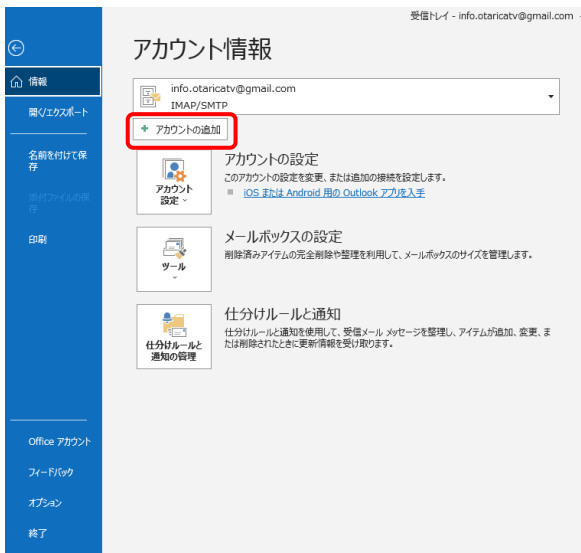 受信トレイ - info.otaricatv@gmail.com -
アカウント情報
情報
開く/エクスポート
名前を付けて保
存
添付ファイルの保
存
印刷
Office アカウント
フィードバック
オプション
終了
info.otaricatv@gmail.com
IMAP/SMTP
+ アカウントの追加
アカウント
設定
アカウントの設定
このアカウントの設定を変更、または追加の接続を設定します。
iOS または Android 用の Outlook アプリを入手
ツール
メールボックスの設定
削除済みアイテムの完全削除や整理を利用して、メールボックスのサイズを管理します。
仕分けルールと
通知の管理
仕分けルールと通知
仕分けルールと通知を使用して、受信メール メッセージを整理し、アイテムが追加、変更、ま
たは削除されたときに更新情報を受け取ります。